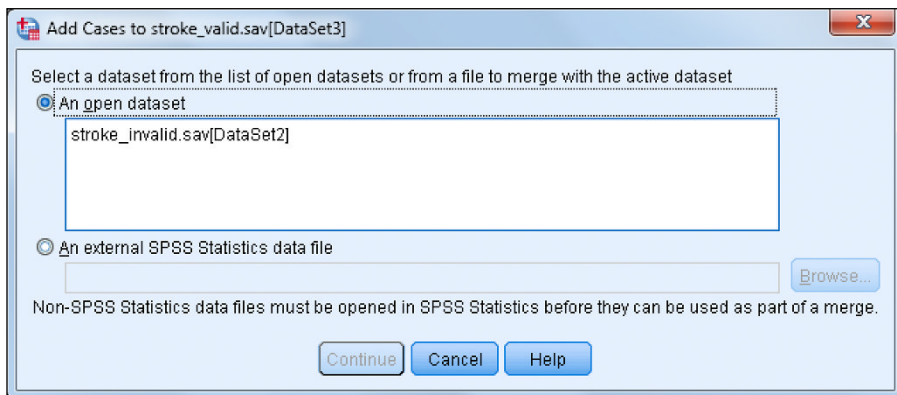 Add Cases to stroke_valid.sav[DataSet3]
Select a dataset from the list of open datasets or from a file to merge with the active dataset
An open dataset
stroke_invalid.sav[DataSet2]
An external SPSS Statistics data file
Browse...
Non-SPSS Statistics data files must be opened in SPSS Statistics before they can be used as part of a merge.
Continue Cancel Help